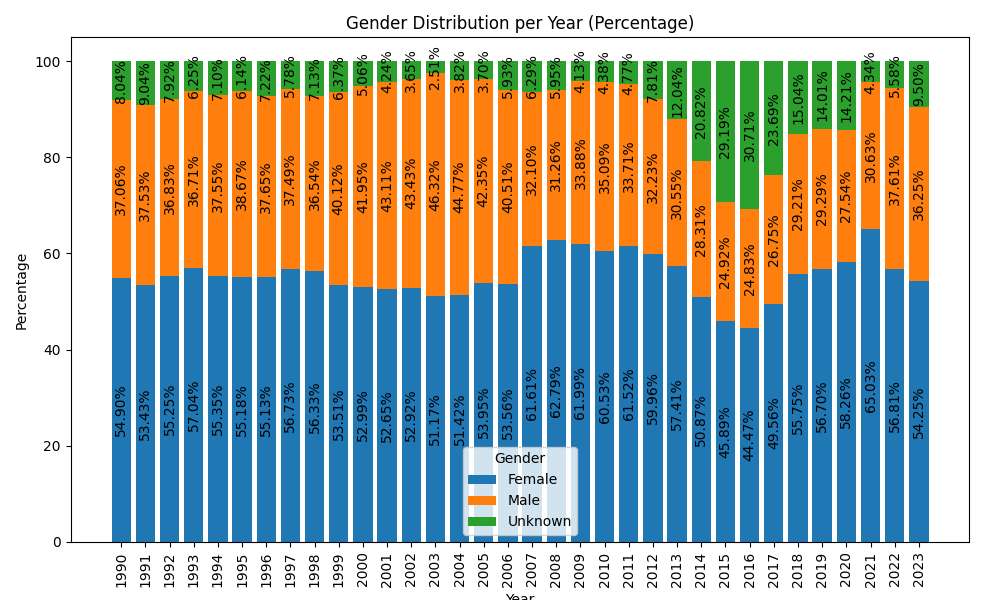 Gender Distribution per Year (Percentage)
100
80
60
40
20
0
Percentage
8.04% 9.04% 7.92% 6.25% 7.10% 6.14% 7.22% 5.78% 7.13% 6.37% 5.06% 4.24% 3.65% 2.51% 3.82% 3.70% 5.93% 6.29% 5.95% 4.13% 4.38% 4.77% 7.81% 12.04% 20.82% 29.19% 30.71% 23.69% 15.04% 14.01% 14.21% 4.34% 5.58% 9.50%
37.06% 37.53% 36.83% 36.71% 37.55% 38.67% 37.65% 37.49% 36.54% 40.12% 41.95% 43.11% 43.43% 46.32% 44.77% 42.35% 40.51% 32.10% 31.26% 33.88% 35.09% 33.71% 32.23% 30.55% 28.31% 24.92% 24.83% 26.75% 29.21% 29.29% 27.54% 30.63% 37.61% 36.25%
54.90% 53.43% 55.25% 57.04% 55.35% 55.18% 55.13% 56.73% 56.33% 53.51% 52.99% 52.65% 52.92% 51.17% 51.42% 53.95% 53.56% 61.61% 62.79% 61.99% 60.53% 61.52% 59.96% 57.41% 50.87% 45.89% 44.47% 49.56% 55.75% 56.70% 58.26% 65.03% 56.81% 54.25%
Gender
Female
Male
Unknown
1990 1991 1992 1993 1994 1995 1996 1997 1998 1999 2000 2001 2002 2003 2004 2005 2006 2007 2008 2009 2010 2011 2012 2013 2014 2015 2016 2017 2018 2019 2020 2021 2022 2023
Year